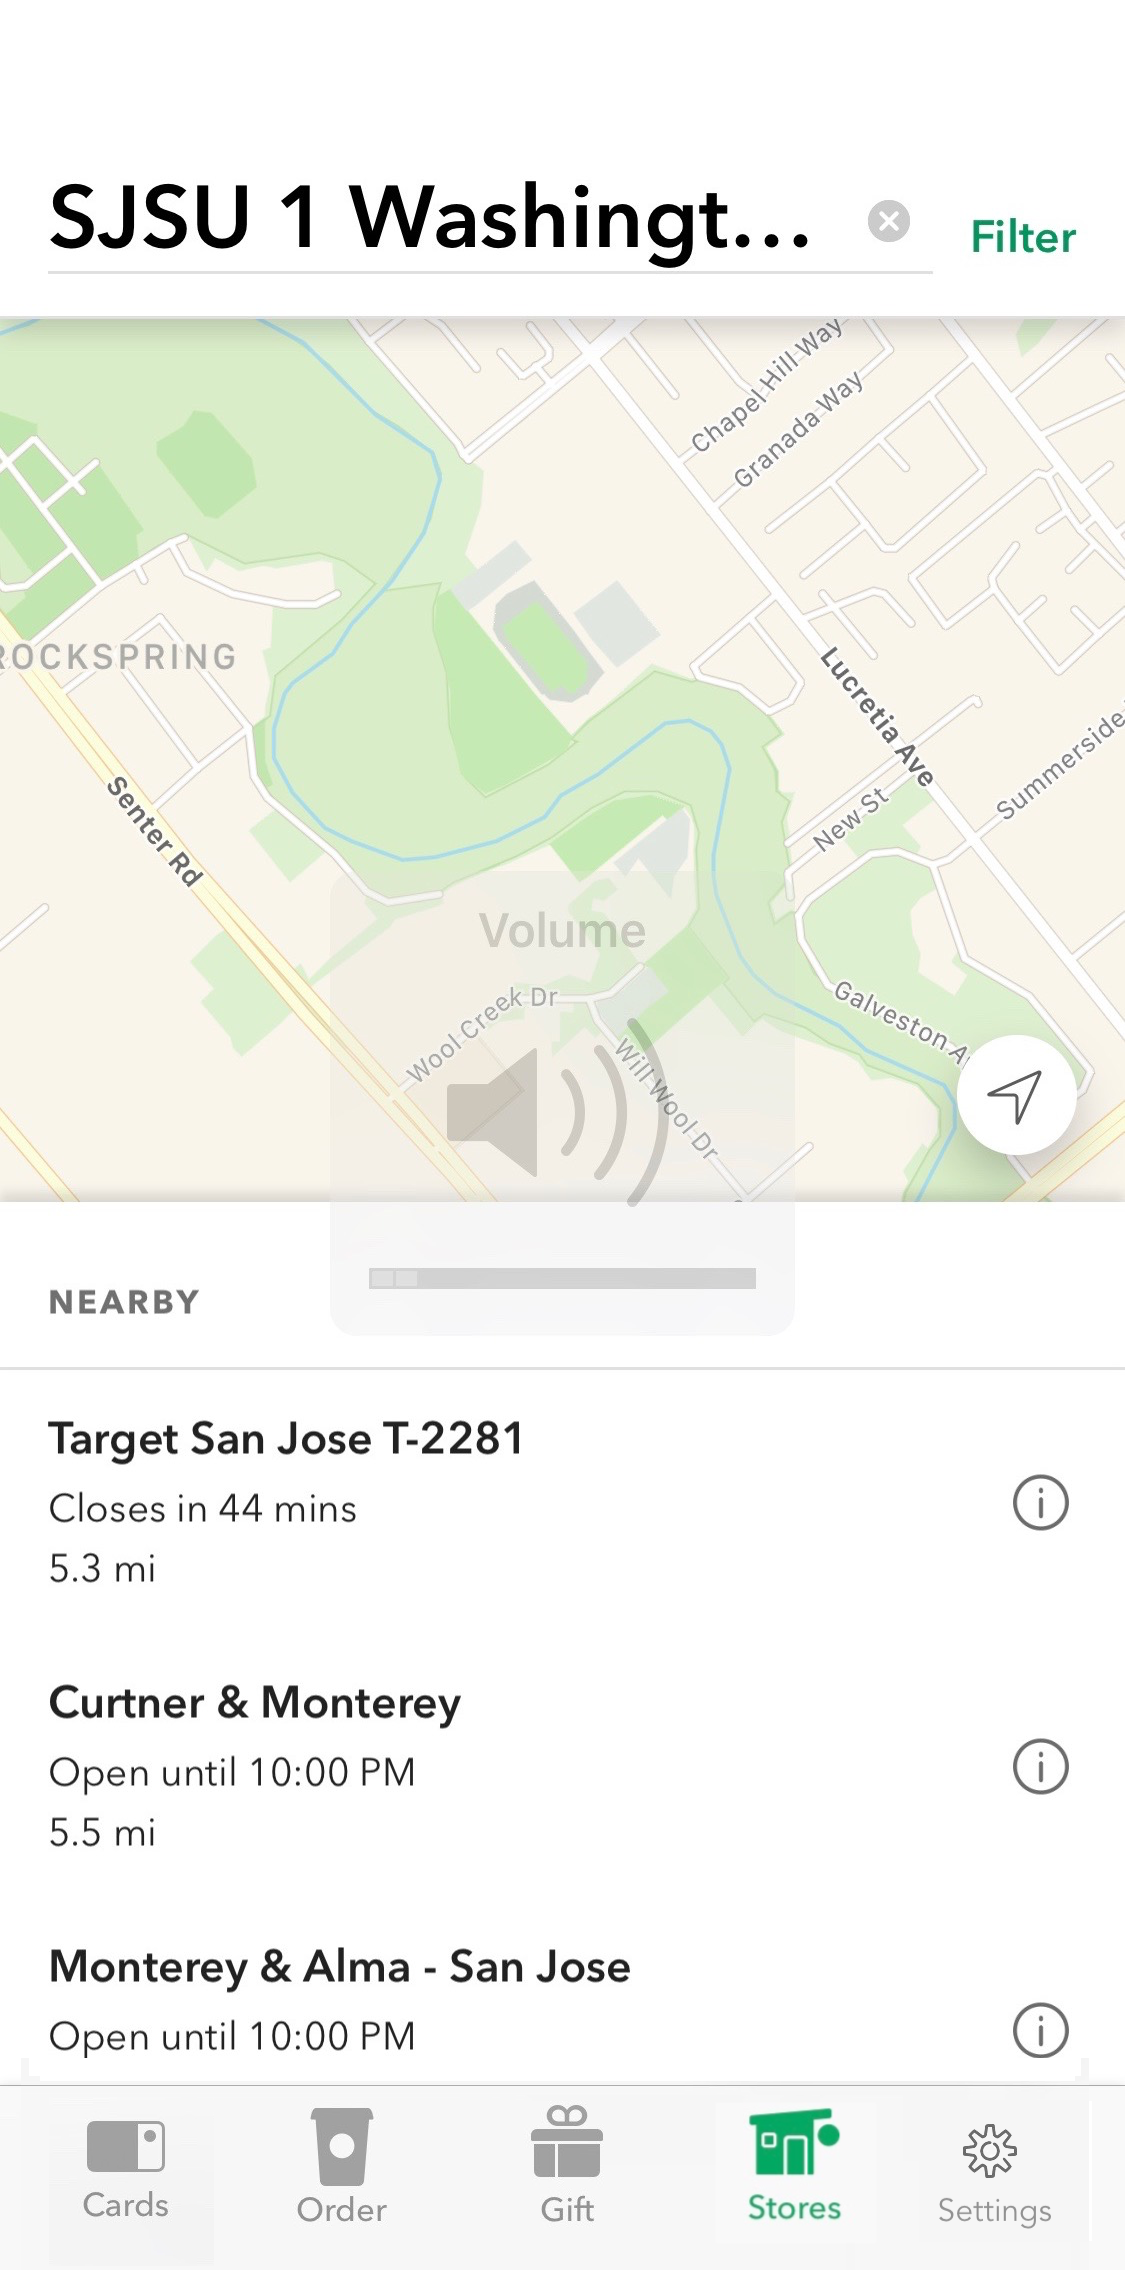 SJSU 1 Washingt...
Filter
Chapel Hill Way
Granada Way
ROCKSPRING
Lucretia Ave
Summerside
Senter Rd
New St
Volume
Wool Creek Dr
Galveston A
Will Wool Dr
NEARBY
Target San Jose T-2281
Closes in 44 mins
5.3 mi
Curtner & Monterey
Open until 10:00 PM
5.5 mi
Monterey & Alma - San Jose
Open until 10:00 PM
Cards
Order
Gift
Stores
Settings